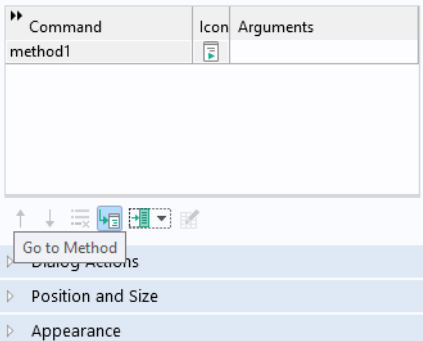 Command Icon Arguments
method1
Go to Method
Dialog Actions
Position and Size
Appearance